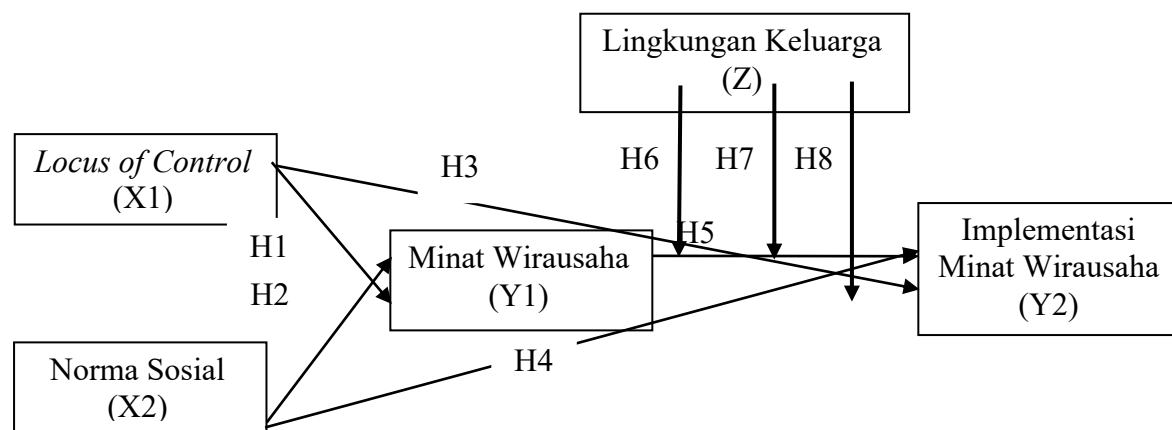 Lingkungan Keluarga
(Z)
H6
H7
H8
Locus of Control
(X1)
H3
H1
H2
H5
Minat Wirausaha
(Y1)
Implementasi
Minat Wirausaha
(Y2)
H4
Norma Sosial
(X2)